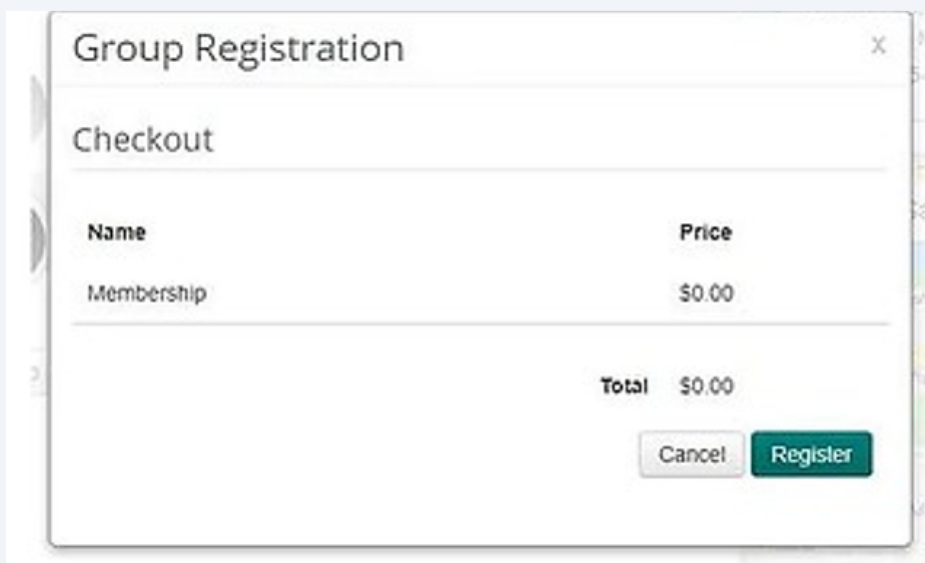 Group Registration x
Checkout
Name Price
Membership $0.00
Total $0.00
Cancel Register